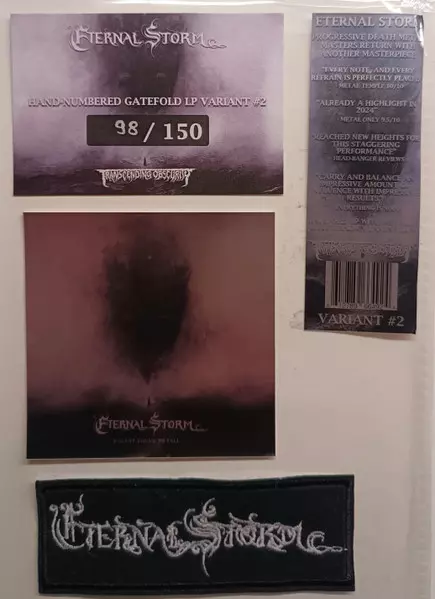 ETERNAL STORM
HAND-NUMBERED GATEFOLD LP VARIANT #2
98 / 150
TRANSCENDING OBSCURITY
ETERNAL STORM
PROGRESSIVE DEATH METAL
MASTERS RETURN WITH
ANOTHER MASTERPIECE
"EVERY NOTE, AND EVERY
REFRAIN IS PERFECTLY PLACED"
METAL TEMPLE 10/10
"ALREADY A HIGHLIGHT IN
2024"
METAL ONLY 9.5/10
REACHED NEW HEIGHTS FOR
THIS STAGGERING
PERFORMANCE"
HEAD-BANGER REVIEWS
"CARRY AND BALANCE AN
IMPRESSIVE AMOUNT
WITH
RESULTS"
VARIANT #2
ETERNAL STORM
ETERNAL STORM